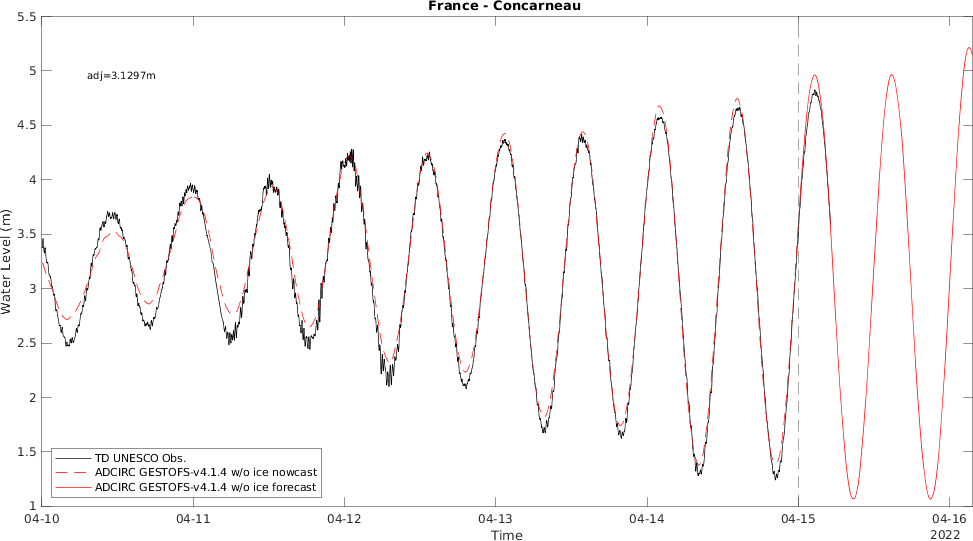 France - Concarneau
5.5
5
4.5
4
3.5
3
2.5
2
1.5
1
Water Level (m)
adj=3.1297m
TD UNESCO Obs.
ADCIRC GESTOFS-v4.1.4 w/o ice nowcast
ADCIRC GESTOFS-v4.1.4 w/o ice forecast
04-10 04-11 04-12 04-13 04-14 04-15 04-16
Time
2022